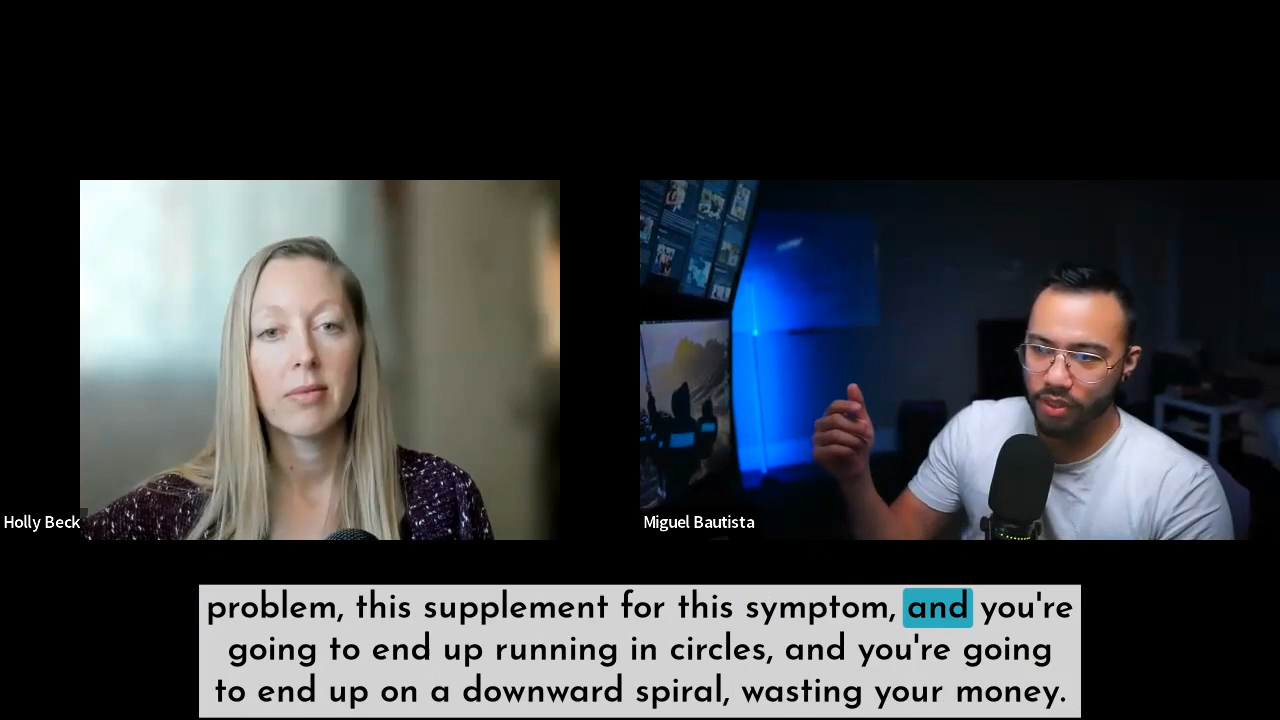 Holly Beck
Miguel Bautista
problem, this supplement for this symptom, and you're
going to end up running in circles, and you're going
to end up on a downward spiral, wasting your money.